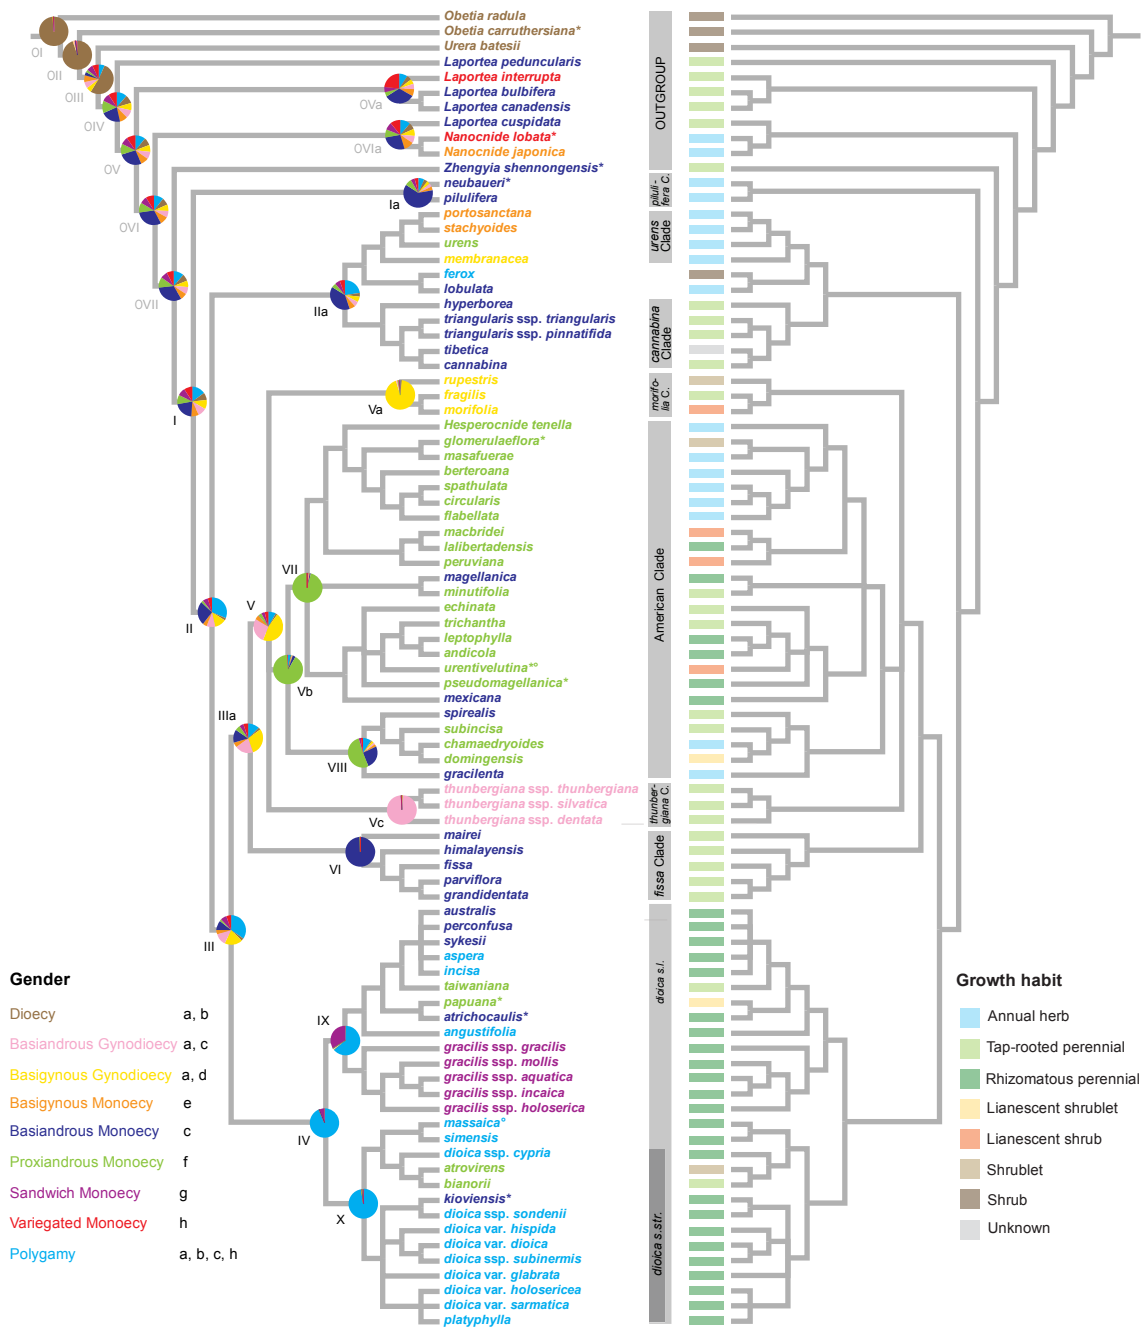 Obetia radula
Obetia carruthersiana*
Urera batesii
Laportea peduncularis
Laportea interrupta
Laportea bulbifera
Laportea canadensis
Laportea cuspidata
Nanocnide lobata*
Nanocnide japonica
Zhengyia shennongensis*
neubaueri*
pilulifera
portosanctana
stachyoides
urens
membranacea
ferox
lobulata
hyperborea
triangularis ssp. triangularis
triangularis ssp. pinnatifida
tibetica
cannabina
rupestris
fragilis
morifolia
Hesperocnide tenella
glomerulaeflora*
masafuerae
berteroana
spathulata
circularis
flabellata
macbridei
lalibertadensis
peruviana
magellanica
minutifolia
echinata
trichantha
leptophylla
andicola
urentivelutina*°
pseudomagellanica*
mexicana
spirealis
subincisa
chamaedryoides
domingensis
gracilenta
thunbergiana ssp. thunbergiana
thunbergiana ssp. silvatica
thunbergiana ssp. dentata
mairei
himalayensis
fissa
parviflora
grandidentata
australis
perconfusa
sykesii
aspera
incisa
taiwaniana
papuana*
atrichocaulis*
angustifolia
gracilis ssp. gracilis
gracilis ssp. mollis
gracilis ssp. aquatica
gracilis ssp. incaica
gracilis ssp. holoserica
massaica°
simensis
dioica ssp. cypria
atrovirens
bianorii
kioviensis*
dioica ssp. sondenii
dioica var. hispida
dioica var. dioica
dioica ssp. subinermis
dioica var. glabrata
dioica var. holosericea
dioica var. sarmatica
platyphylla
OI
OII
OIII
OIV
OV
OVa
OVI
OVIa
OVII
I
Ia
II
IIa
III
IIIa
IV
V
Va
Vb
Vc
VI
VII
VIII
IX
X
OUTGROUP
piluli-
fera C.
urens
Clade
cannabina
Clade
morifo-
lia C.
American Clade
thunber-
giana C.
fissa Clade
dioica s.l.
dioica s.str.
Gender
Dioecy a, b
Basiandrous Gynodioecy a, c
Basigynous Gynodioecy a, d
Basigynous Monoecy e
Basiandrous Monoecy c
Proxiandrous Monoecy f
Sandwich Monoecy g
Variegated Monoecy h
Polygamy a, b, c, h
Growth habit
Annual herb
Tap-rooted perennial
Rhizomatous perennial
Lianescent shrublet
Lianescent shrub
Shrublet
Shrub
Unknown